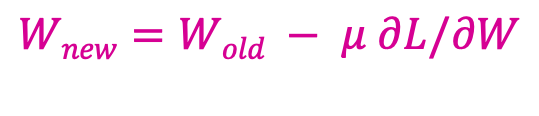 W_new = W_old − μ ∂L/∂W